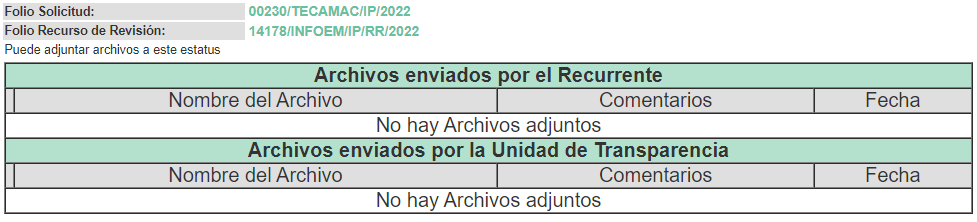 Folio Solicitud: 00230/TECAMAC/IP/2022
Folio Recurso de Revisión: 14178/INFOEM/IP/RR/2022
Puede adjuntar archivos a este estatus
Archivos enviados por el Recurrente
Nombre del Archivo Comentarios Fecha
No hay Archivos adjuntos
Archivos enviados por la Unidad de Transparencia
Nombre del Archivo Comentarios Fecha
No hay Archivos adjuntos